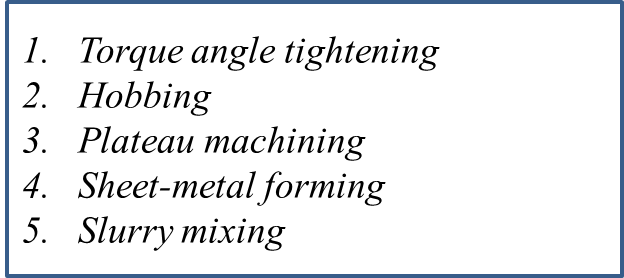 1. Torque angle tightening
2. Hobbing
3. Plateau machining
4. Sheet-metal forming
5. Slurry mixing